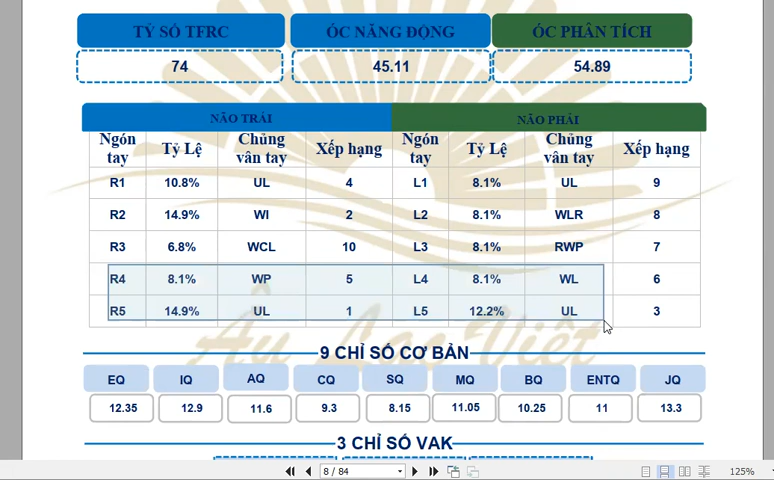 TỶ SỐ TFRC ÓC NĂNG ĐỘNG ÓC PHÂN TÍCH
74 45.11 54.89
NÃO TRÁI NÃO PHẢI
Ngón tay Tỷ Lệ Chủng vân tay Xếp hạng Ngón tay Tỷ Lệ Chủng vân tay Xếp hạng
R1 10.8% UL 4 L1 8.1% UL 9
R2 14.9% WI 2 L2 8.1% WLR 8
R3 6.8% WCL 10 L3 8.1% RWP 7
R4 8.1% WP 5 L4 8.1% WL 6
R5 14.9% UL 1 L5 12.2% UL 3
Âu Lạc Việt
9 CHỈ SỐ CƠ BẢN
EQ IQ AQ CQ SQ MQ BQ ENTQ JQ
12.35 12.9 11.6 9.3 8.15 11.05 10.25 11 13.3
3 CHỈ SỐ VAK
8 / 84 125%